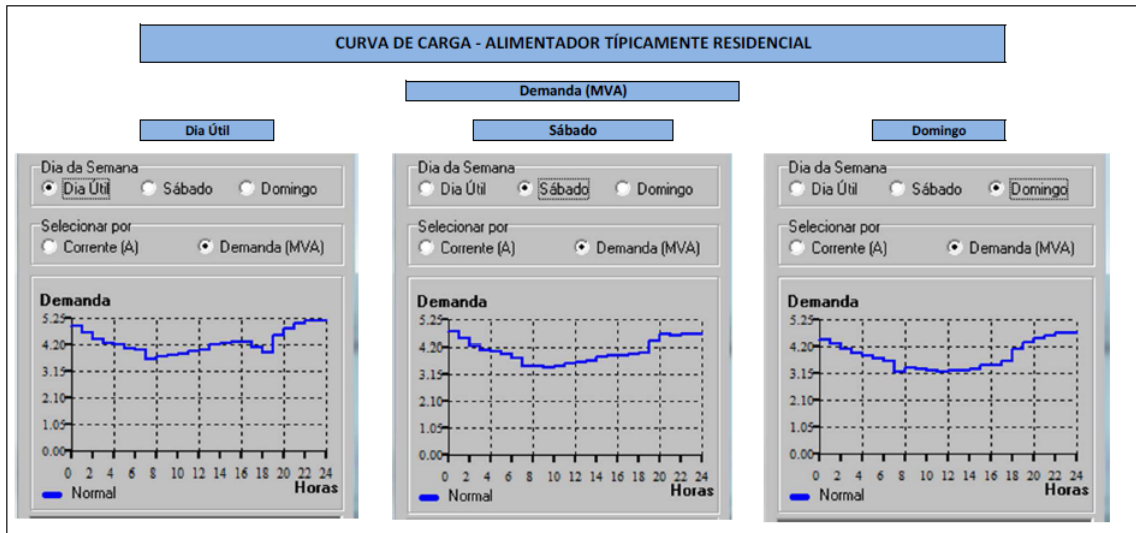 CURVA DE CARGA - ALIMENTADOR TÍPICAMENTE RESIDENCIAL
Demanda (MVA)
Dia Útil
Dia da Semana
Dia Útil Sábado Domingo
Selecionar por
Corrente (A) Demanda (MVA)
Demanda
5.25
4.20
3.15
2.10
1.05
0.00
0 2 4 6 8 10 12 14 16 18 20 22 24
Horas
Normal
Sábado
Dia da Semana
Dia Útil Sábado Domingo
Selecionar por
Corrente (A) Demanda (MVA)
Demanda
5.25
4.20
3.15
2.10
1.05
0.00
0 2 4 6 8 10 12 14 16 18 20 22 24
Horas
Normal
Domingo
Dia da Semana
Dia Útil Sábado Domingo
Selecionar por
Corrente (A) Demanda (MVA)
Demanda
5.25
4.20
3.15
2.10
1.05
0.00
0 2 4 6 8 10 12 14 16 18 20 22 24
Horas
Normal